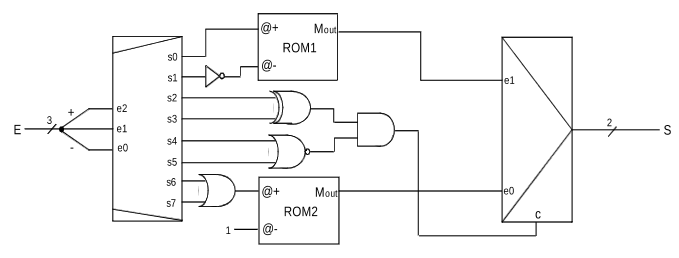 s0 @+ Mout
ROM1
s1 @-
3 + e2 s2 e1
E e1 s3 2 S
- e0 s4
s5
s6 @+ Mout e0
s7 ROM2
1 @- c